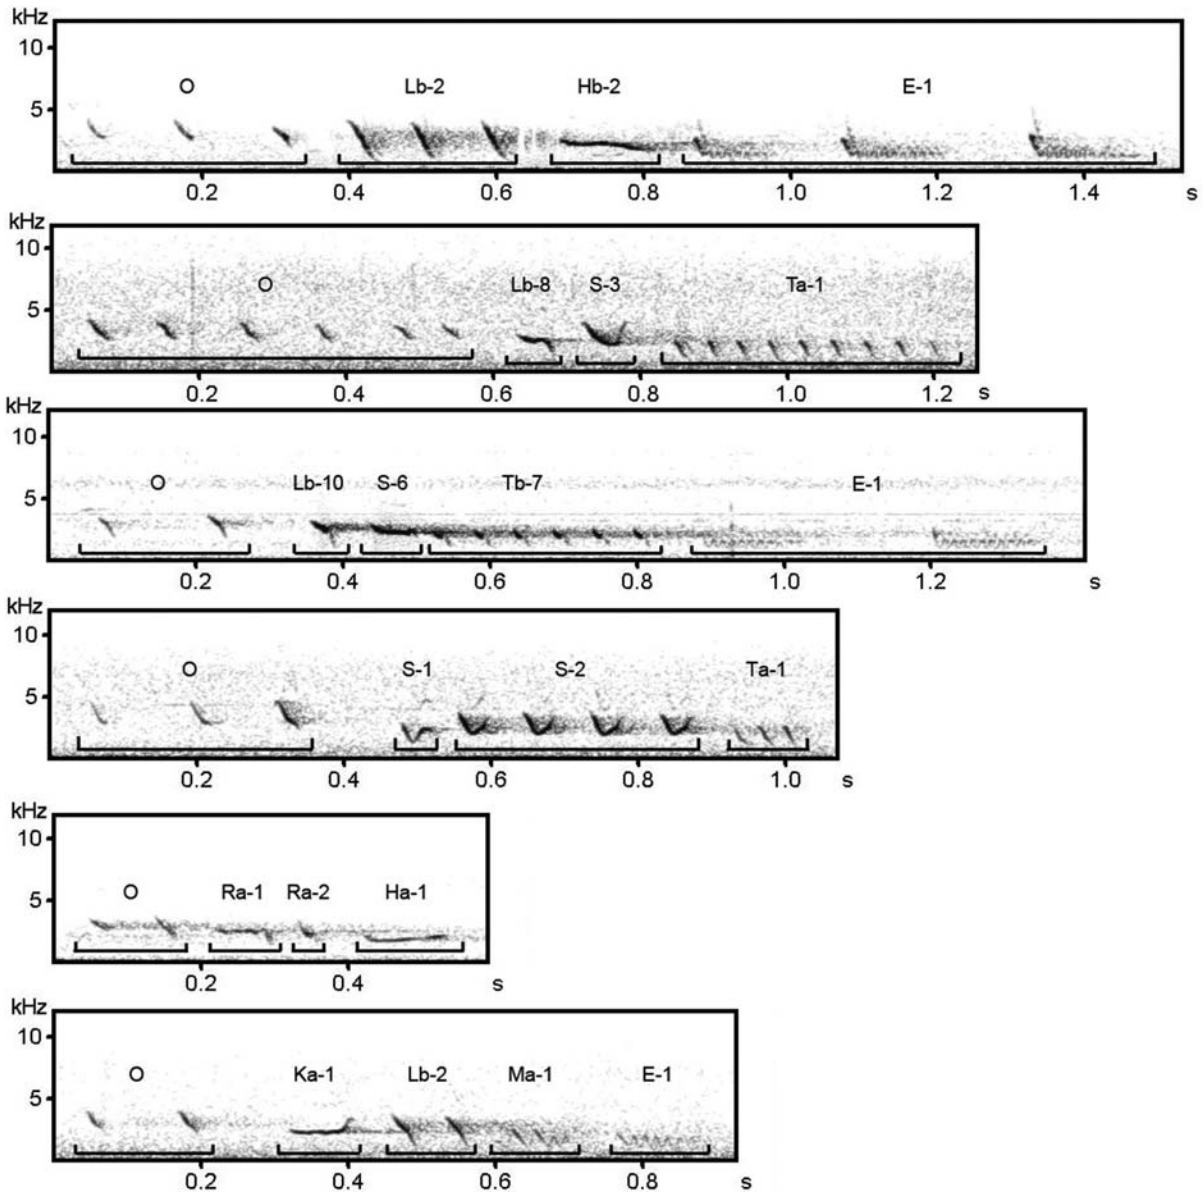 kHz
10
O Lb-2 Hb-2 E-1
5
0.2 0.4 0.6 0.8 1.0 1.2 1.4 s
kHz
10
O Lb-8 S-3 Ta-1
5
0.2 0.4 0.6 0.8 1.0 1.2 s
kHz
10
O Lb-10 S-6 Tb-7 E-1
5
0.2 0.4 0.6 0.8 1.0 1.2 s
kHz
10
O S-1 S-2 Ta-1
5
0.2 0.4 0.6 0.8 1.0 s
kHz
10
O Ra-1 Ra-2 Ha-1
5
0.2 0.4 s
kHz
10
O Ka-1 Lb-2 Ma-1 E-1
5
0.2 0.4 0.6 0.8 s